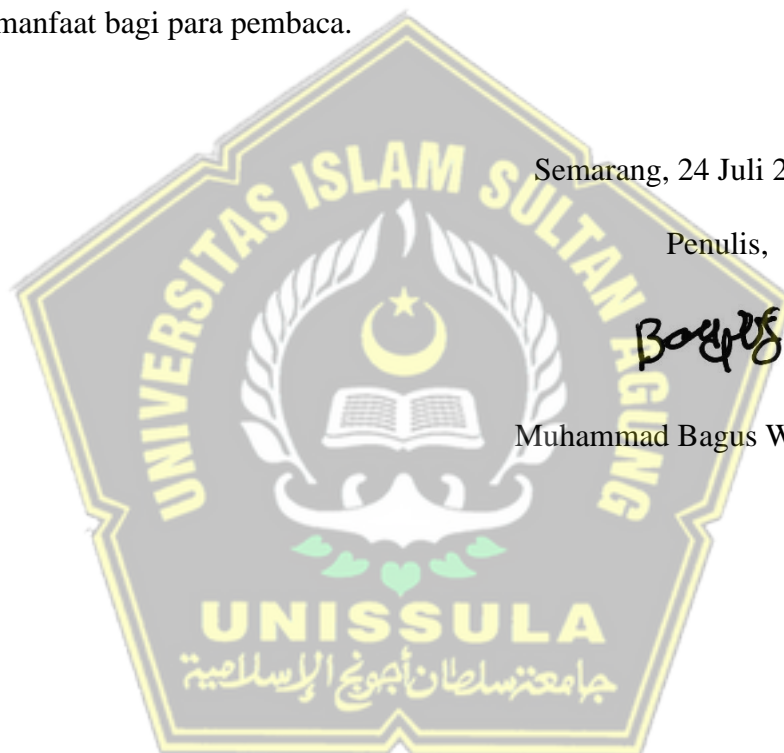 manfaat bagi para pembaca.
Semarang, 24 Juli 2
Penulis,
Bagus
Muhammad Bagus W
UNIVERSITAS ISLAM SULTAN AGUNG
UNISSULA
جامعة سلطان أجونج الإسلامية